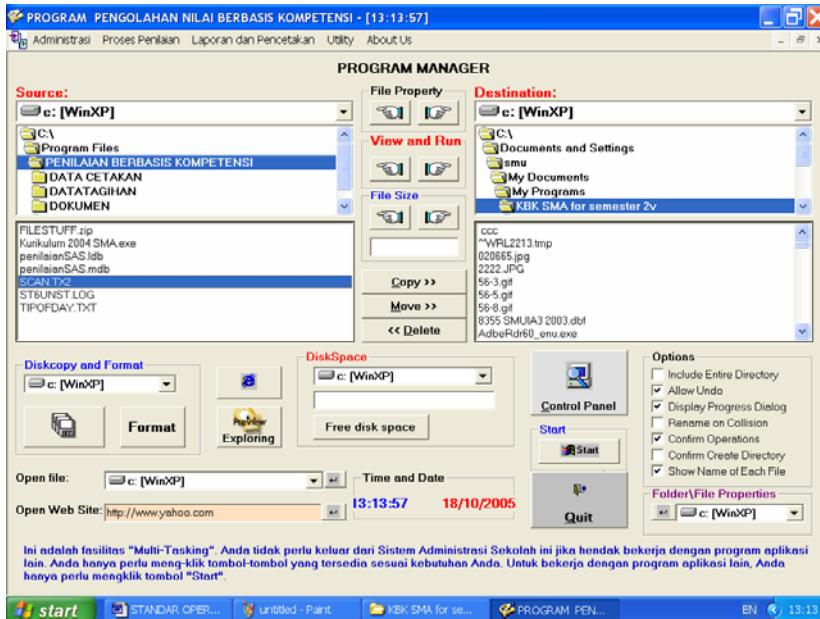 PROGRAM PENGOLAHAN NILAI BERBASIS KOMPETENSI - [13:13:57]
Administrasi Proses Penilaian Laporan dan Pencetakan Utility About Us
PROGRAM MANAGER
Source:
c: [WinXP]
C:\
Program Files
PENILAIAN BERBASIS KOMPETENSI
DATA CETAKAN
DATATAGIHAN
DOKUMEN
FILESTUFF.zip
Kurikulum 2004 SMA.exe
penilaianSAS.ldb
penilaianSAS.mdb
SCAN.TX2
ST6UNST.LOG
TIPOFDAY.TXT
File Property
View and Run
File Size
Copy >>
Move >>
<< Delete
Destination:
c: [WinXP]
C:\
Documents and Settings
smu
My Documents
My Programs
KBK SMA for semester 2v
ccc
~WRL2213.tmp
020665.jpg
2222.JPG
56-3.gif
56-5.gif
56-8.gif
8355 SMUIA3 2003.dbf
AdbeRdr60_enu.exe
Diskcopy and Format
c: [WinXP]
Format
Preview
Exploring
DiskSpace
c: [WinXP]
Free disk space
Control Panel
Start
Start
Quit
Options
Include Entire Directory
Allow Undo
Display Progress Dialog
Rename on Collision
Confirm Operations
Confirm Create Directory
Show Name of Each File
Folder\File Properties
c: [WinXP]
Open file: c: [WinXP]
Open Web Site: http://www.yahoo.com
Time and Date
13:13:57 18/10/2005
Ini adalah fasilitas "Multi-Tasking". Anda tidak perlu keluar dari Sistem Administrasi Sekolah ini jika hendak bekerja dengan program aplikasi
lain. Anda hanya perlu meng-klik tombol-tombol yang tersedia sesuai kebutuhan Anda. Untuk bekerja dengan program aplikasi lain, Anda
hanya perlu mengklik tombol "Start".
start STANDAR OPER... untitled - Paint KBK SMA for se... PROGRAM PEN... EN 13:13